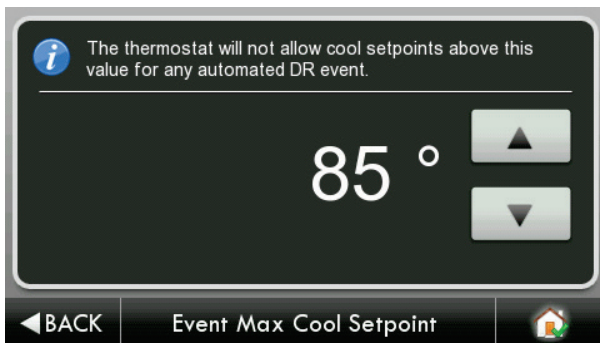 The thermostat will not allow cool setpoints above this
value for any automated DR event.
85 °
BACK
Event Max Cool Setpoint